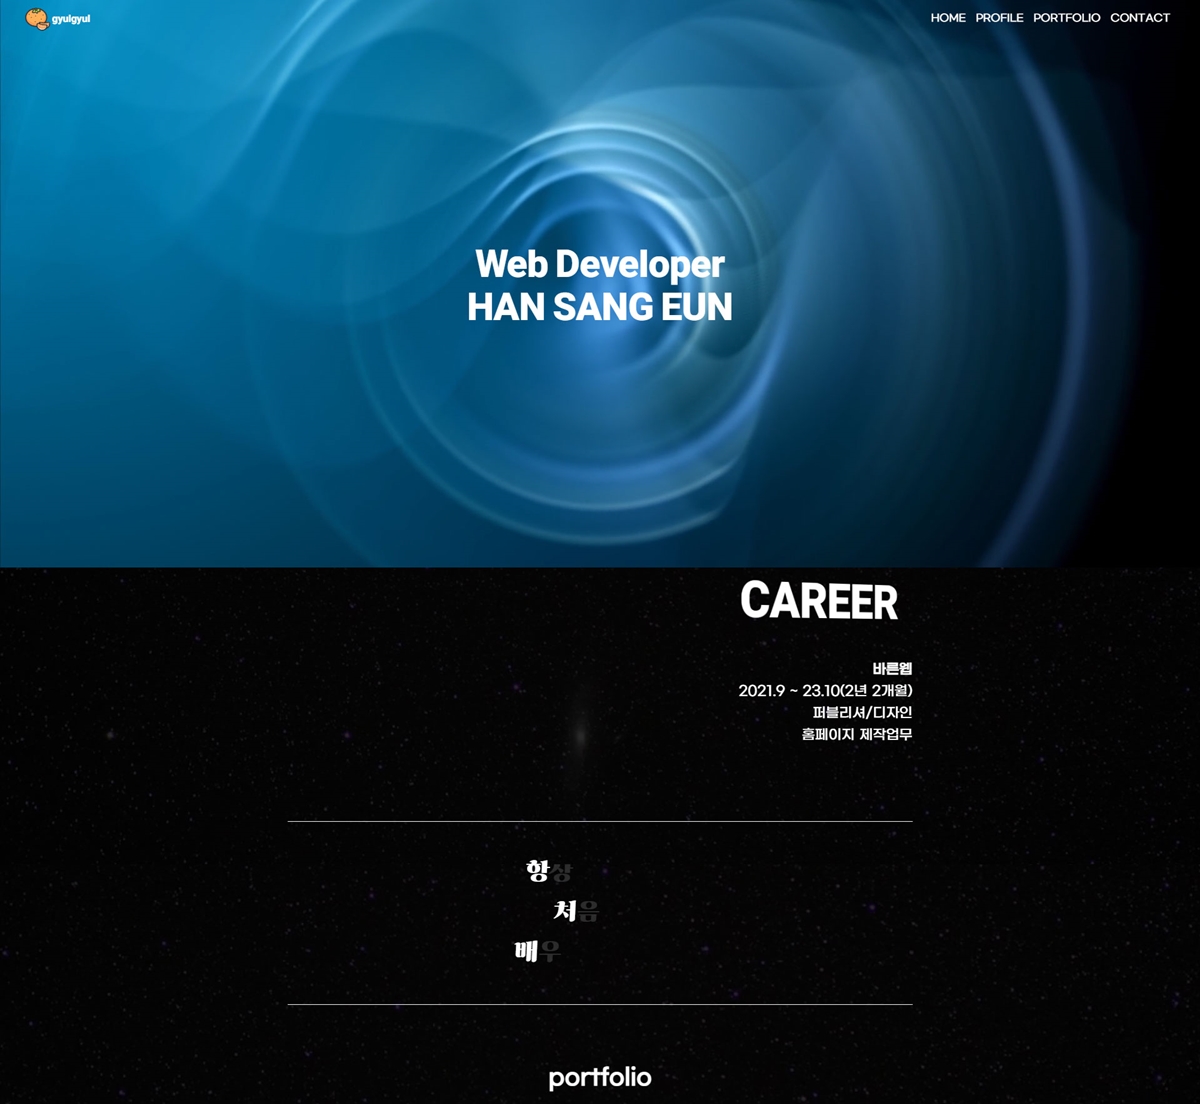 gyulgyul
HOME PROFILE PORTFOLIO CONTACT
Web Developer
HAN SANG EUN
CAREER
바른웹
2021.9 ~ 23.10(2년 2개월)
퍼블리셔/디자인
홈페이지 제작업무
항상
처음
배우
portfolio